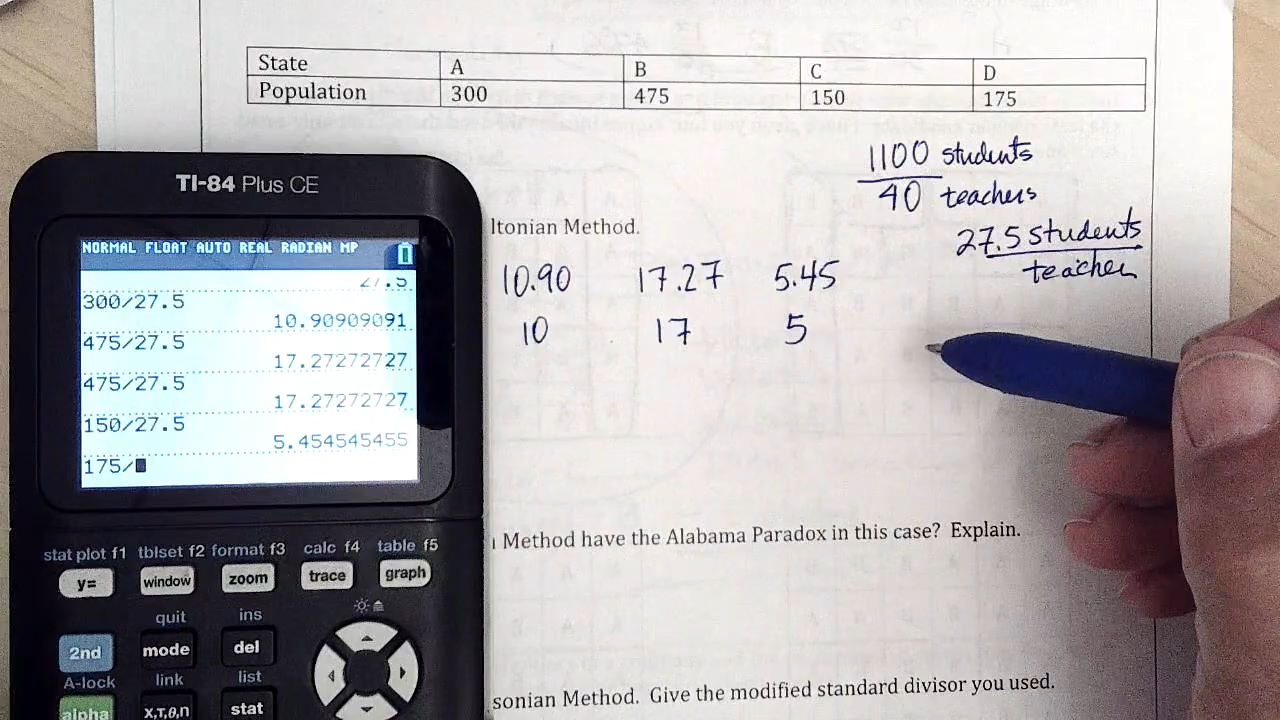 State A B C D
Population 300 475 150 175
1100 students
40 teachers
27.5 students
teacher
ltonian Method.
10.90 17.27 5.45
10 17 5
Method have the Alabama Paradox in this case? Explain.
sonian Method. Give the modified standard divisor you used.
TI-84 Plus CE
NORMAL FLOAT AUTO REAL RADIAN MP
27.5
300/27.5
10.90909091
475/27.5
17.27272727
475/27.5
17.27272727
150/27.5
5.454545455
175/
stat plot f1 tblset f2 format f3 calc f4 table f5
y= window zoom trace graph
quit ins
2nd mode del
A-lock link list
alpha X,T,θ,n stat